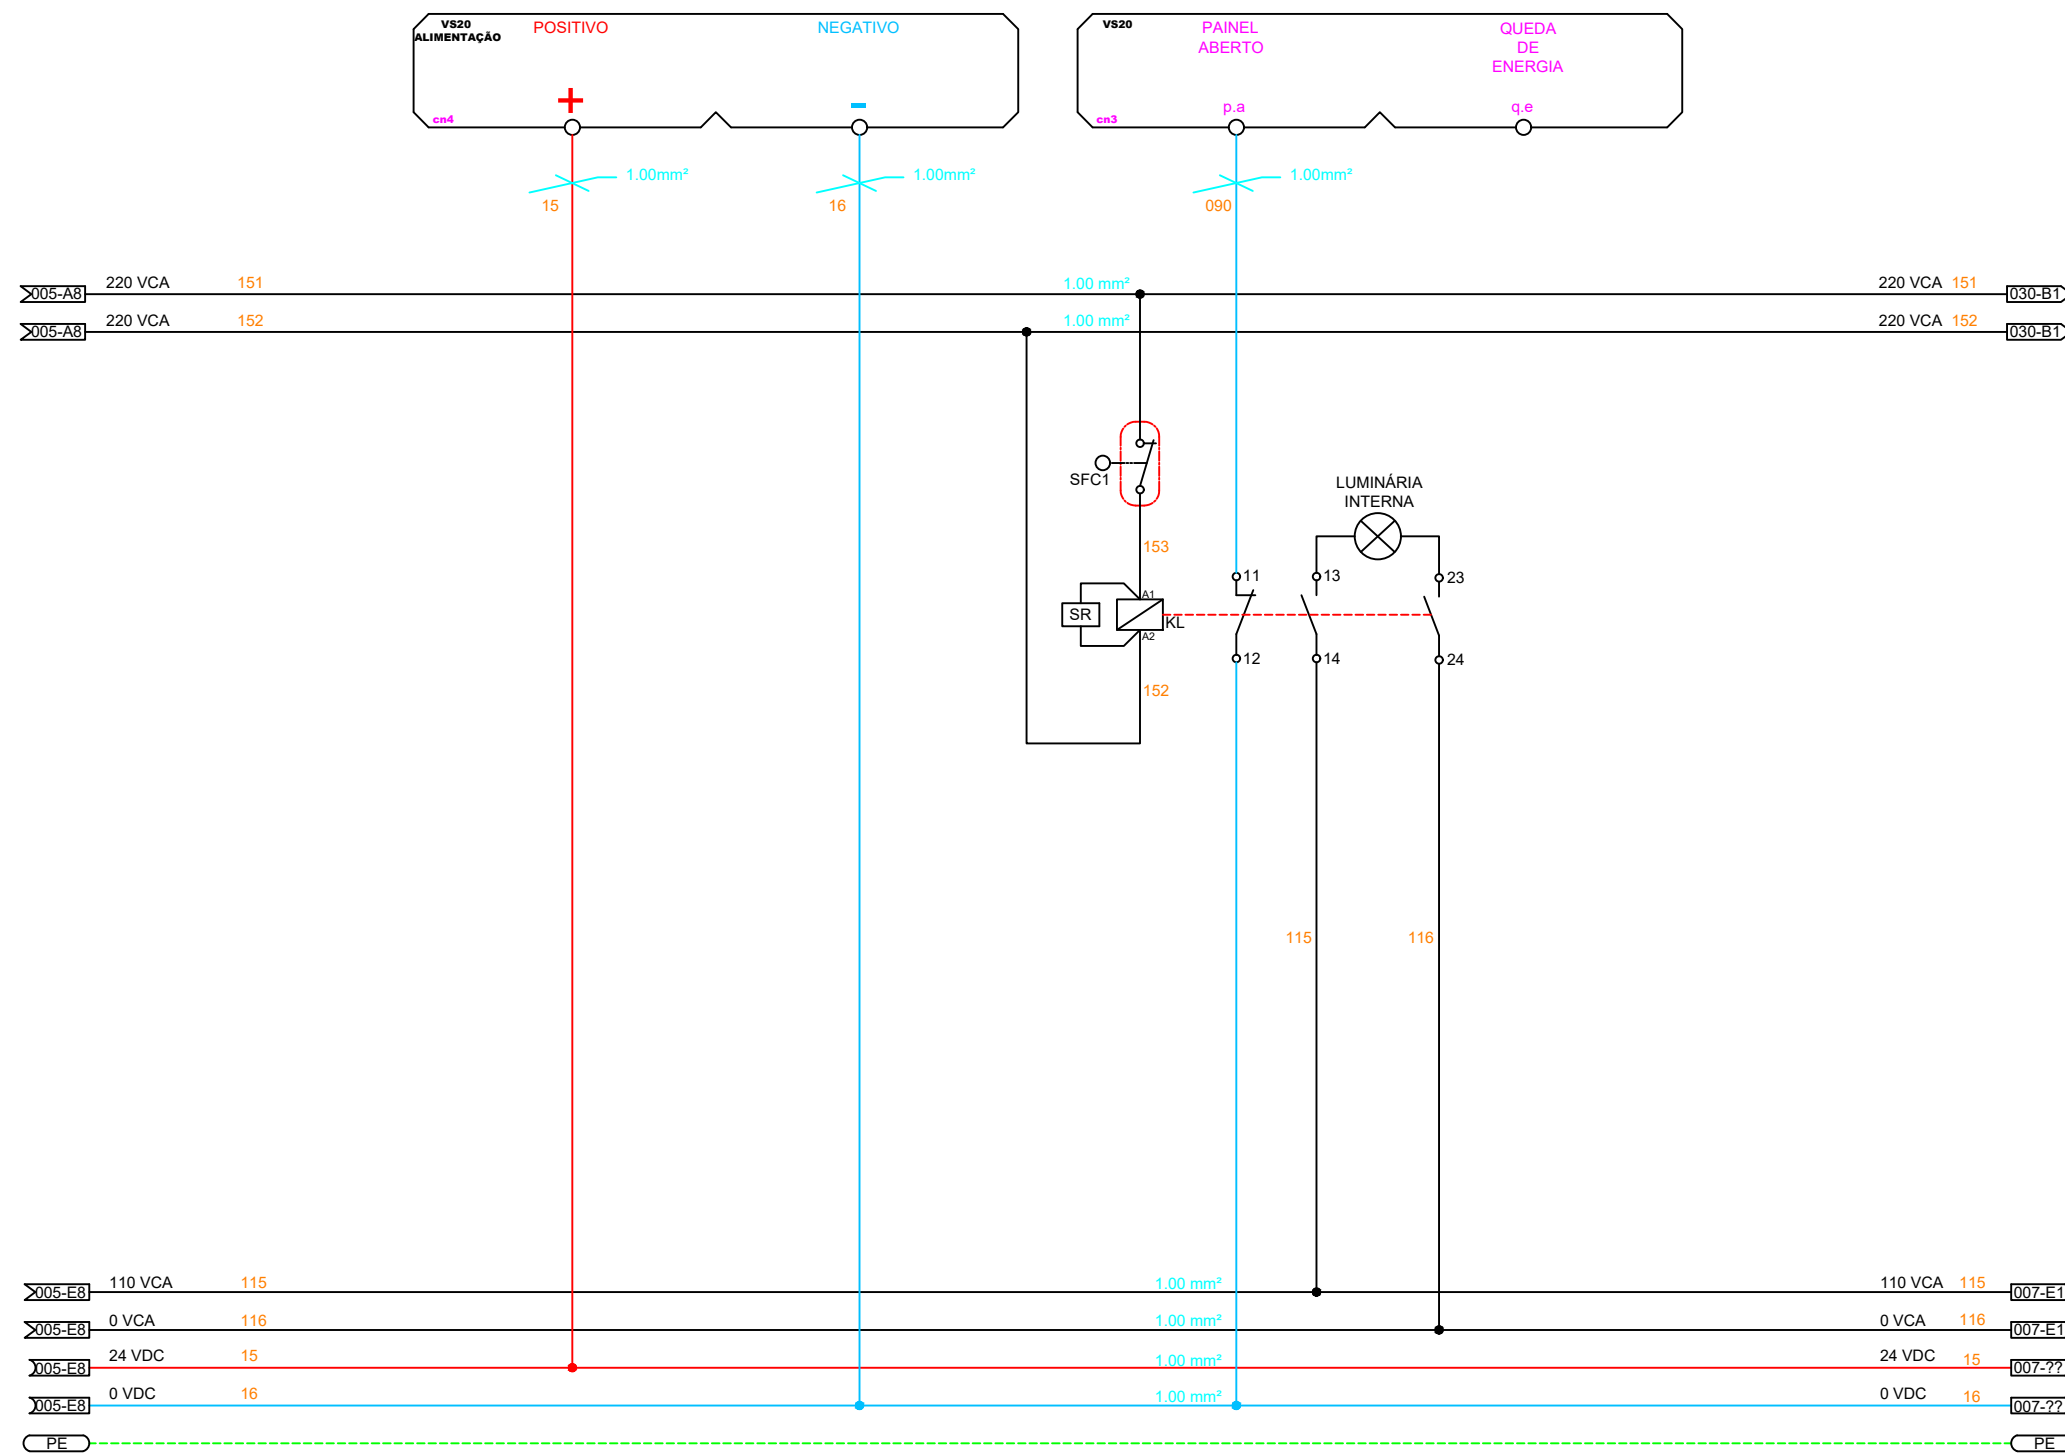 VS20
ALIMENTAÇÃO
POSITIVO
NEGATIVO
+
-
cn4
VS20
PAINEL
ABERTO
QUEDA
DE
ENERGIA
p.a
q.e
cn3
1.00mm²
15
1.00mm²
16
1.00mm²
090
005-A8
220 VCA
151
1.00 mm²
220 VCA
151
030-B1
005-A8
220 VCA
152
1.00 mm²
220 VCA
152
030-B1
SFC1
LUMINÁRIA
INTERNA
153
11
13
23
A1
SR
KL
A2
12
14
24
152
115
116
005-E8
110 VCA
115
1.00 mm²
110 VCA
115
007-E1
005-E8
0 VCA
116
1.00 mm²
0 VCA
116
007-E1
005-E8
24 VDC
15
1.00 mm²
24 VDC
15
007-??
005-E8
0 VDC
16
1.00 mm²
0 VDC
16
007-??
PE
PE